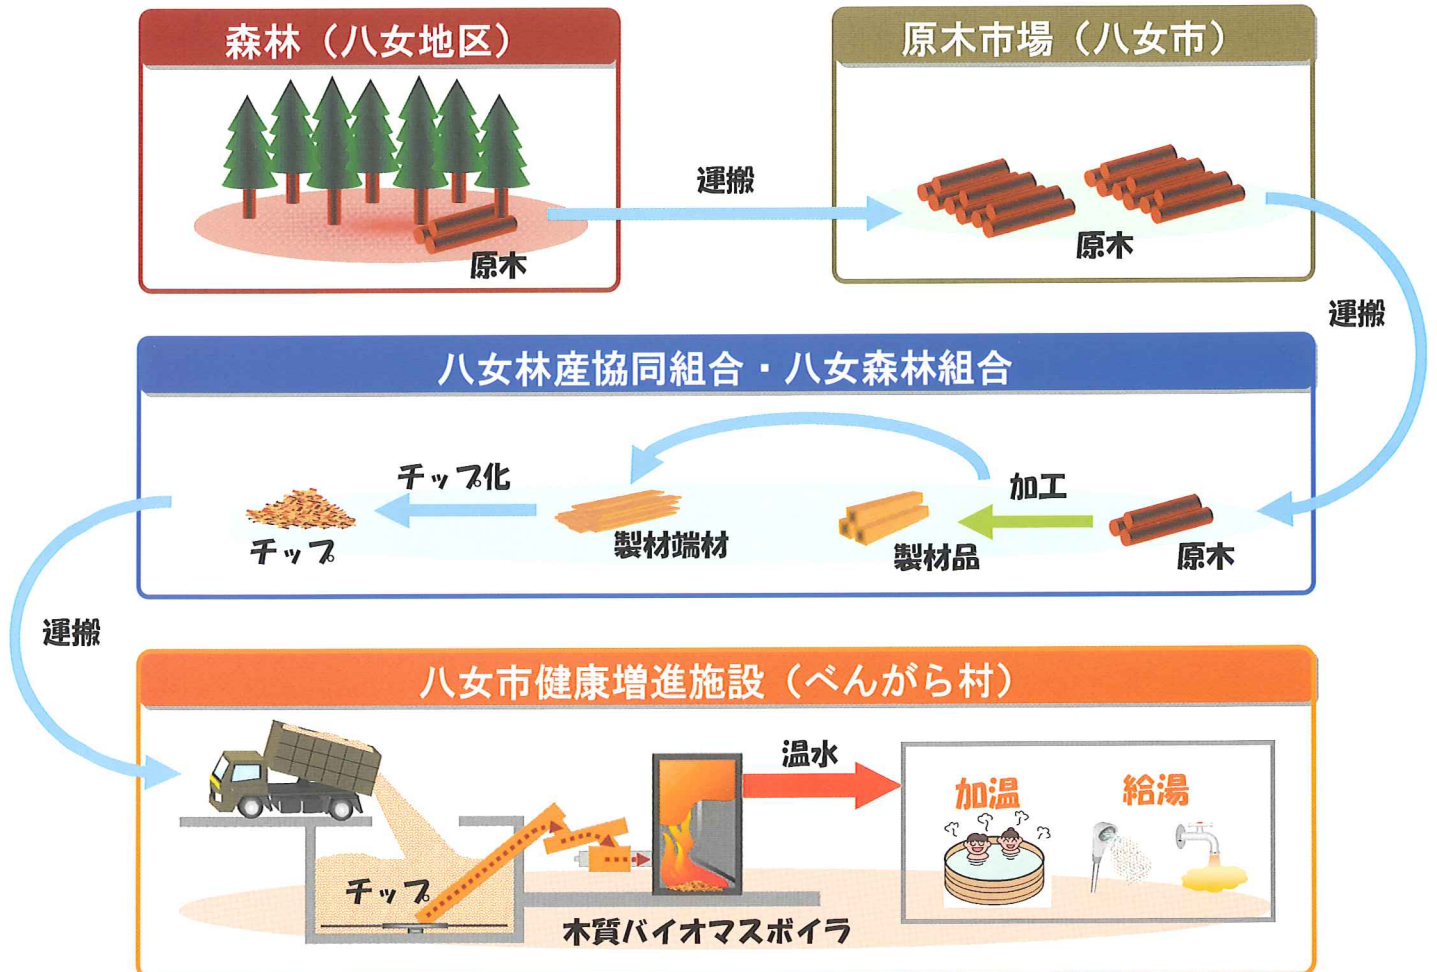 森林（八女地区）
原木
運搬
原木市場（八女市）
原木
運搬
八女林産協同組合・八女森林組合
原木
加工
製材品
製材端材
チップ化
チップ
運搬
八女市健康増進施設（べんがら村）
チップ
木質バイオマスボイラ
温水
加温
給湯